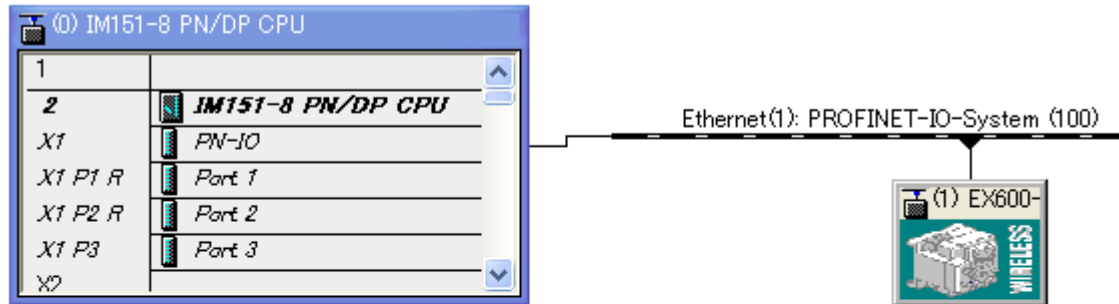 (0) IM151-8 PN/DP CPU
1
2 IM151-8 PN/DP CPU
X1 PN-IO
X1 P1 R Port 1
X1 P2 R Port 2
X1 P3 Port 3
X2
Ethernet(1): PROFINET-IO-System (100)
(1) EX600-
WIRELESS